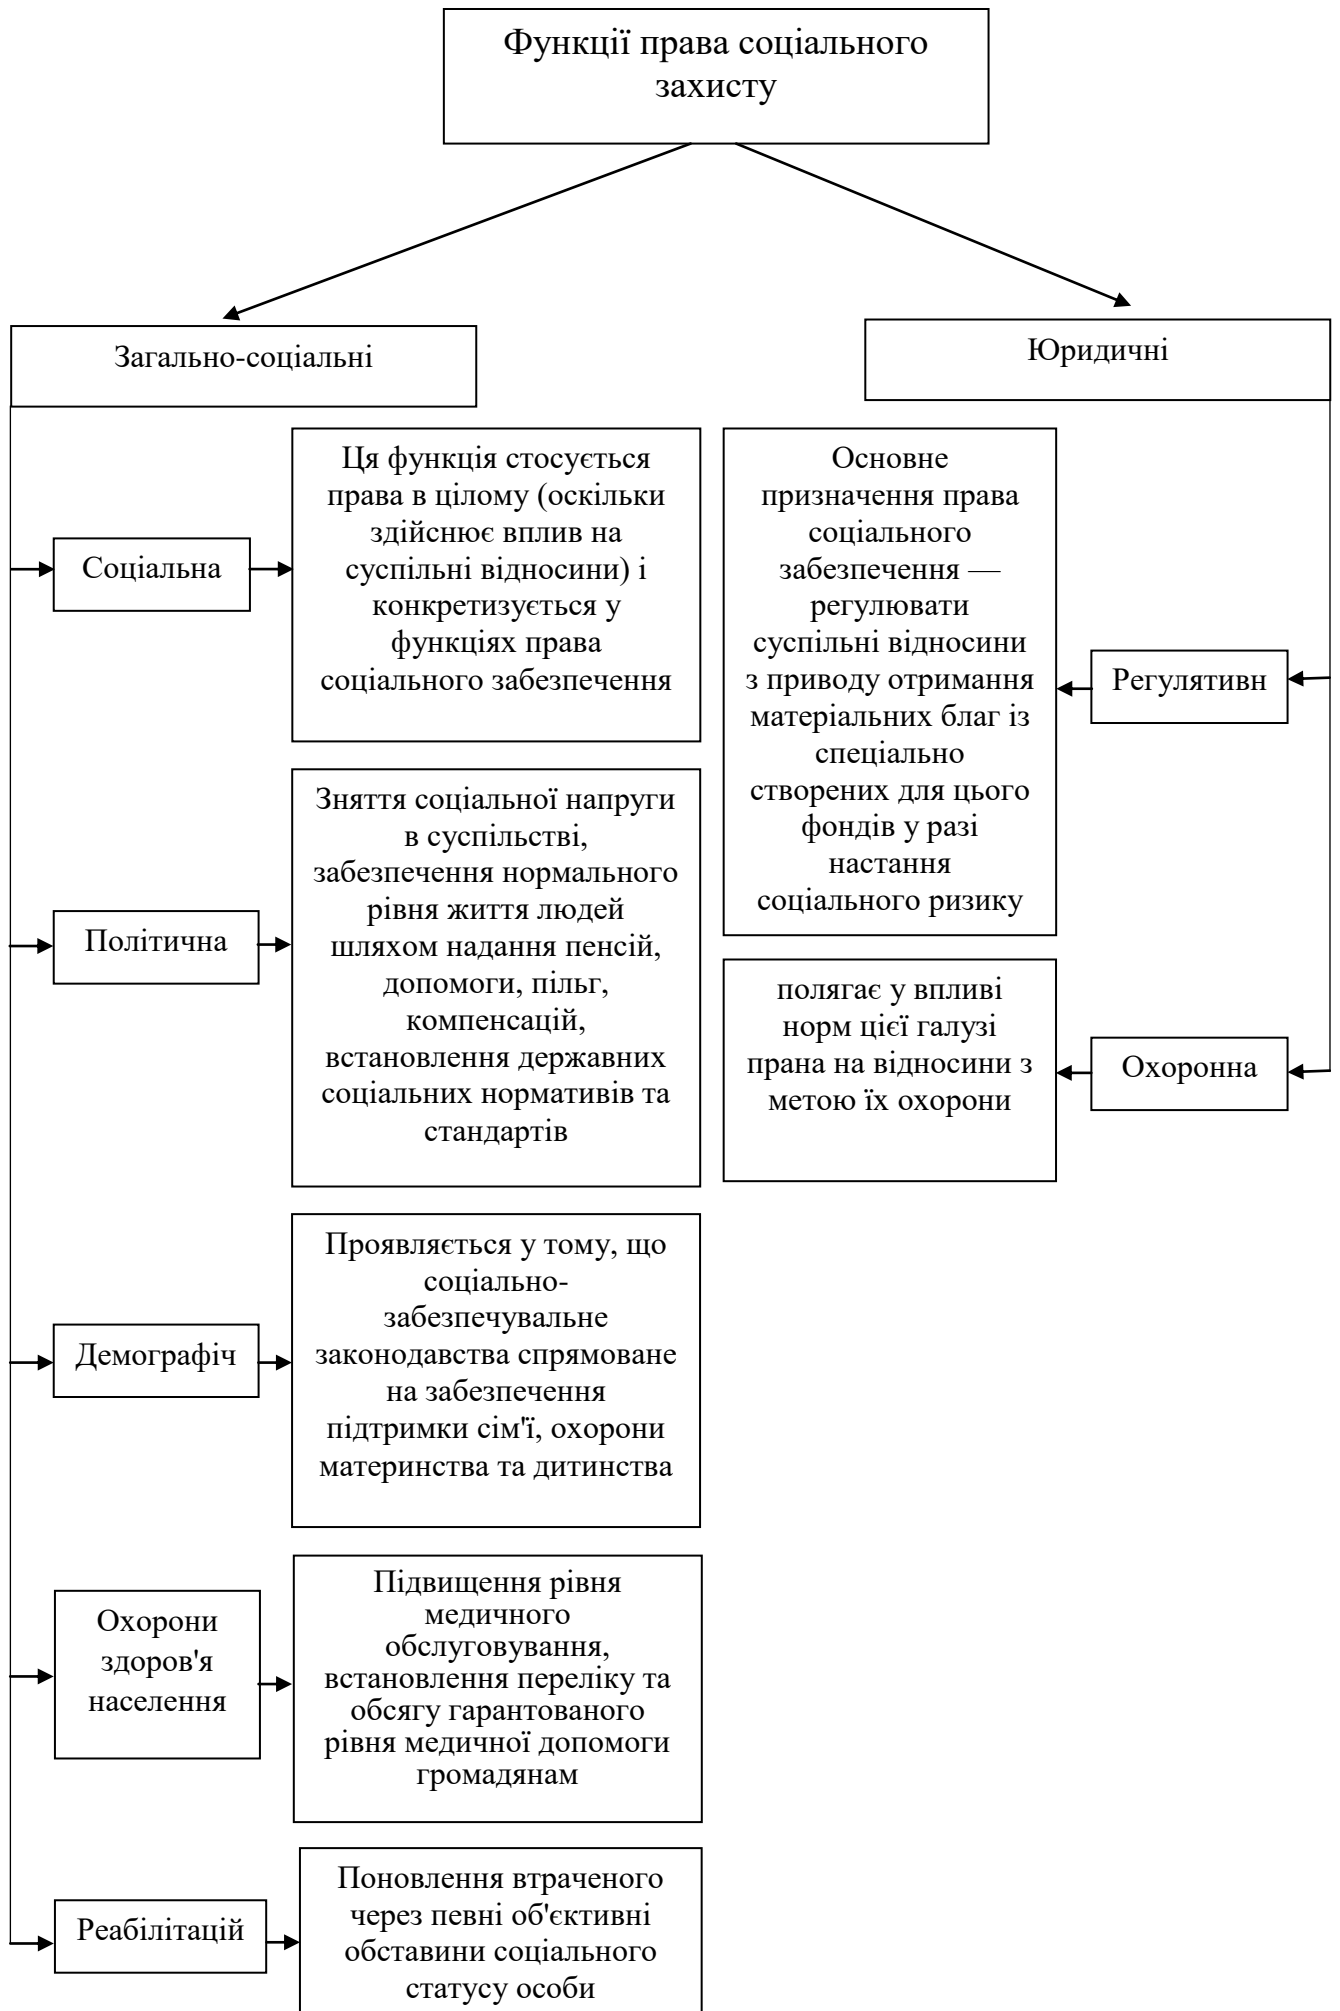 Функції права соціального
захисту
Загально-соціальні
Юридичні
Соціальна
Ця функція стосується
права в цілому (оскільки
здійснює вплив на
суспільні відносини) і
конкретизується у
функціях права
соціального забезпечення
Політична
Зняття соціальної напруги
в суспільстві,
забезпечення нормального
рівня життя людей
шляхом надання пенсій,
допомоги, пільг,
компенсацій,
встановлення державних
соціальних нормативів та
стандартів
Демографіч
Проявляється у тому, що
соціально-
забезпечувальне
законодавства спрямоване
на забезпечення
підтримки сім'ї, охорони
материнства та дитинства
Охорони
здоров'я
населення
Підвищення рівня
медичного
обслуговування,
встановлення переліку та
обсягу гарантованого
рівня медичної допомоги
громадянам
Реабілітацій
Поновлення втраченого
через певні об'єктивні
обставини соціального
статусу особи
Основне
призначення права
соціального
забезпечення —
регулювати
суспільні відносини
з приводу отримання
матеріальних благ із
спеціально
створених для цього
фондів у разі
настання
соціального ризику
Регулятивн
полягає у впливі
норм цієї галузі
прана на відносини з
метою їх охорони
Охоронна